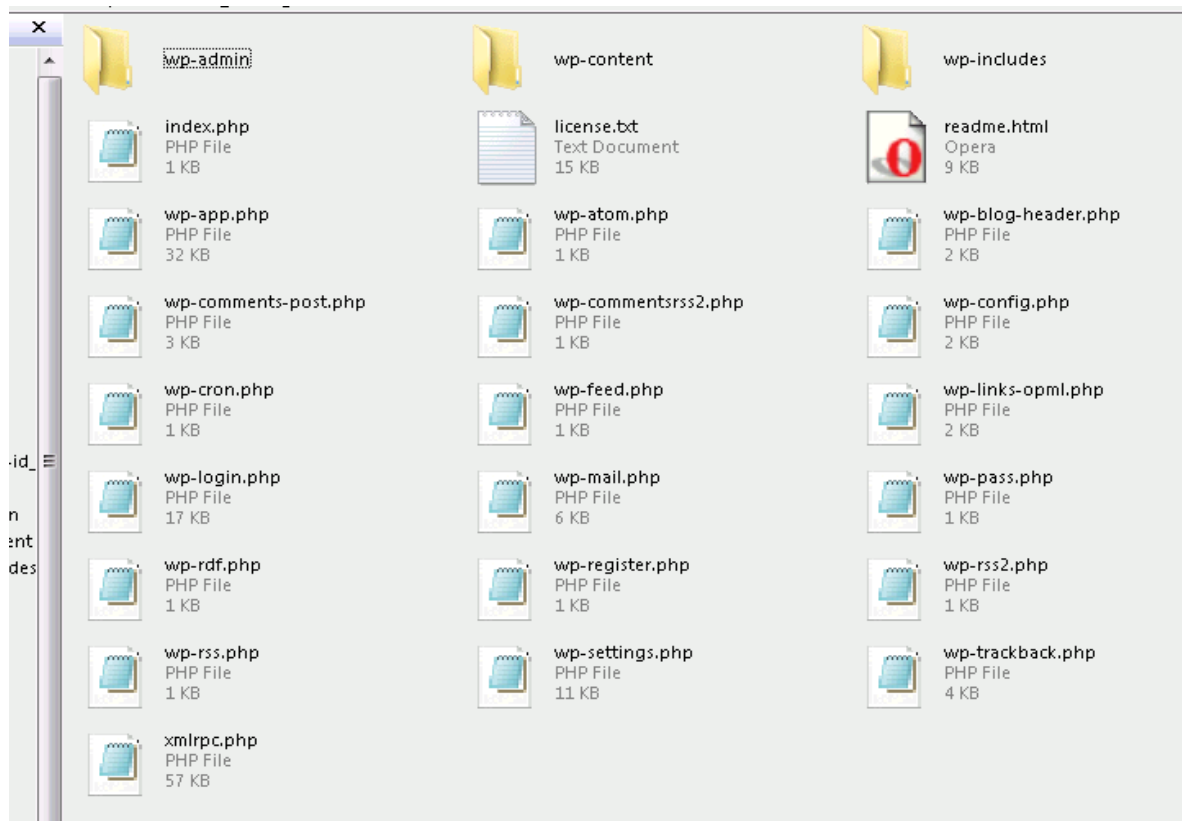 wp-admin
wp-content
wp-includes
index.php
PHP File
1 KB
license.txt
Text Document
15 KB
readme.html
Opera
9 KB
wp-app.php
PHP File
32 KB
wp-atom.php
PHP File
1 KB
wp-blog-header.php
PHP File
2 KB
wp-comments-post.php
PHP File
3 KB
wp-commentsrss2.php
PHP File
1 KB
wp-config.php
PHP File
2 KB
wp-cron.php
PHP File
1 KB
wp-feed.php
PHP File
1 KB
wp-links-opml.php
PHP File
2 KB
-id_
n
ent
des
wp-login.php
PHP File
17 KB
wp-mail.php
PHP File
6 KB
wp-pass.php
PHP File
1 KB
wp-rdf.php
PHP File
1 KB
wp-register.php
PHP File
1 KB
wp-rss2.php
PHP File
1 KB
wp-rss.php
PHP File
1 KB
wp-settings.php
PHP File
11 KB
wp-trackback.php
PHP File
4 KB
xmlrpc.php
PHP File
57 KB